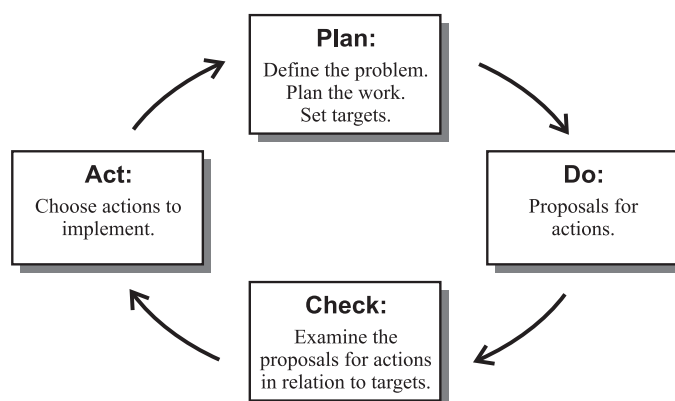 Plan:
Define the problem.
Plan the work.
Set targets.
Act:
Choose actions to
implement.
Do:
Proposals for
actions.
Check:
Examine the
proposals for actions
in relation to targets.